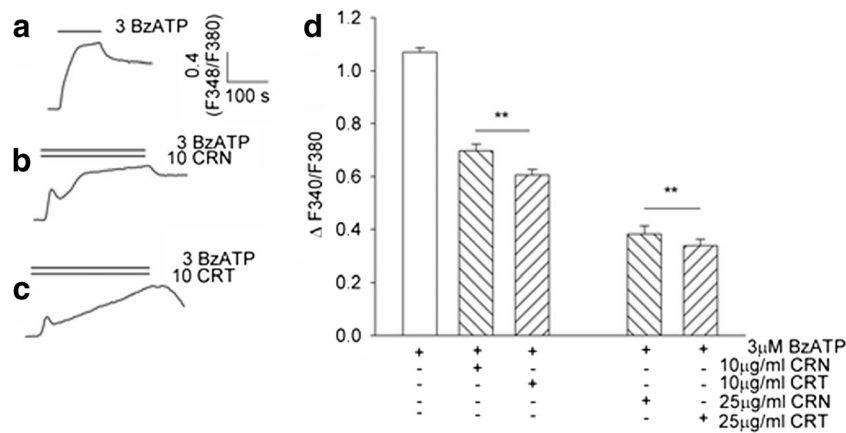 a
3 BzATP
0.4
(F348/F380)
100 s
b
3 BzATP
10 CRN
c
3 BzATP
10 CRT
d
Δ F340/F380
1.2
1.0
0.8
0.6
0.4
0.2
0.0
**
**
+ + + + + 3μM BzATP
- + - - - 10μg/ml CRN
- - + - - 10μg/ml CRT
- - - + - 25μg/ml CRN
- - - - + 25μg/ml CRT